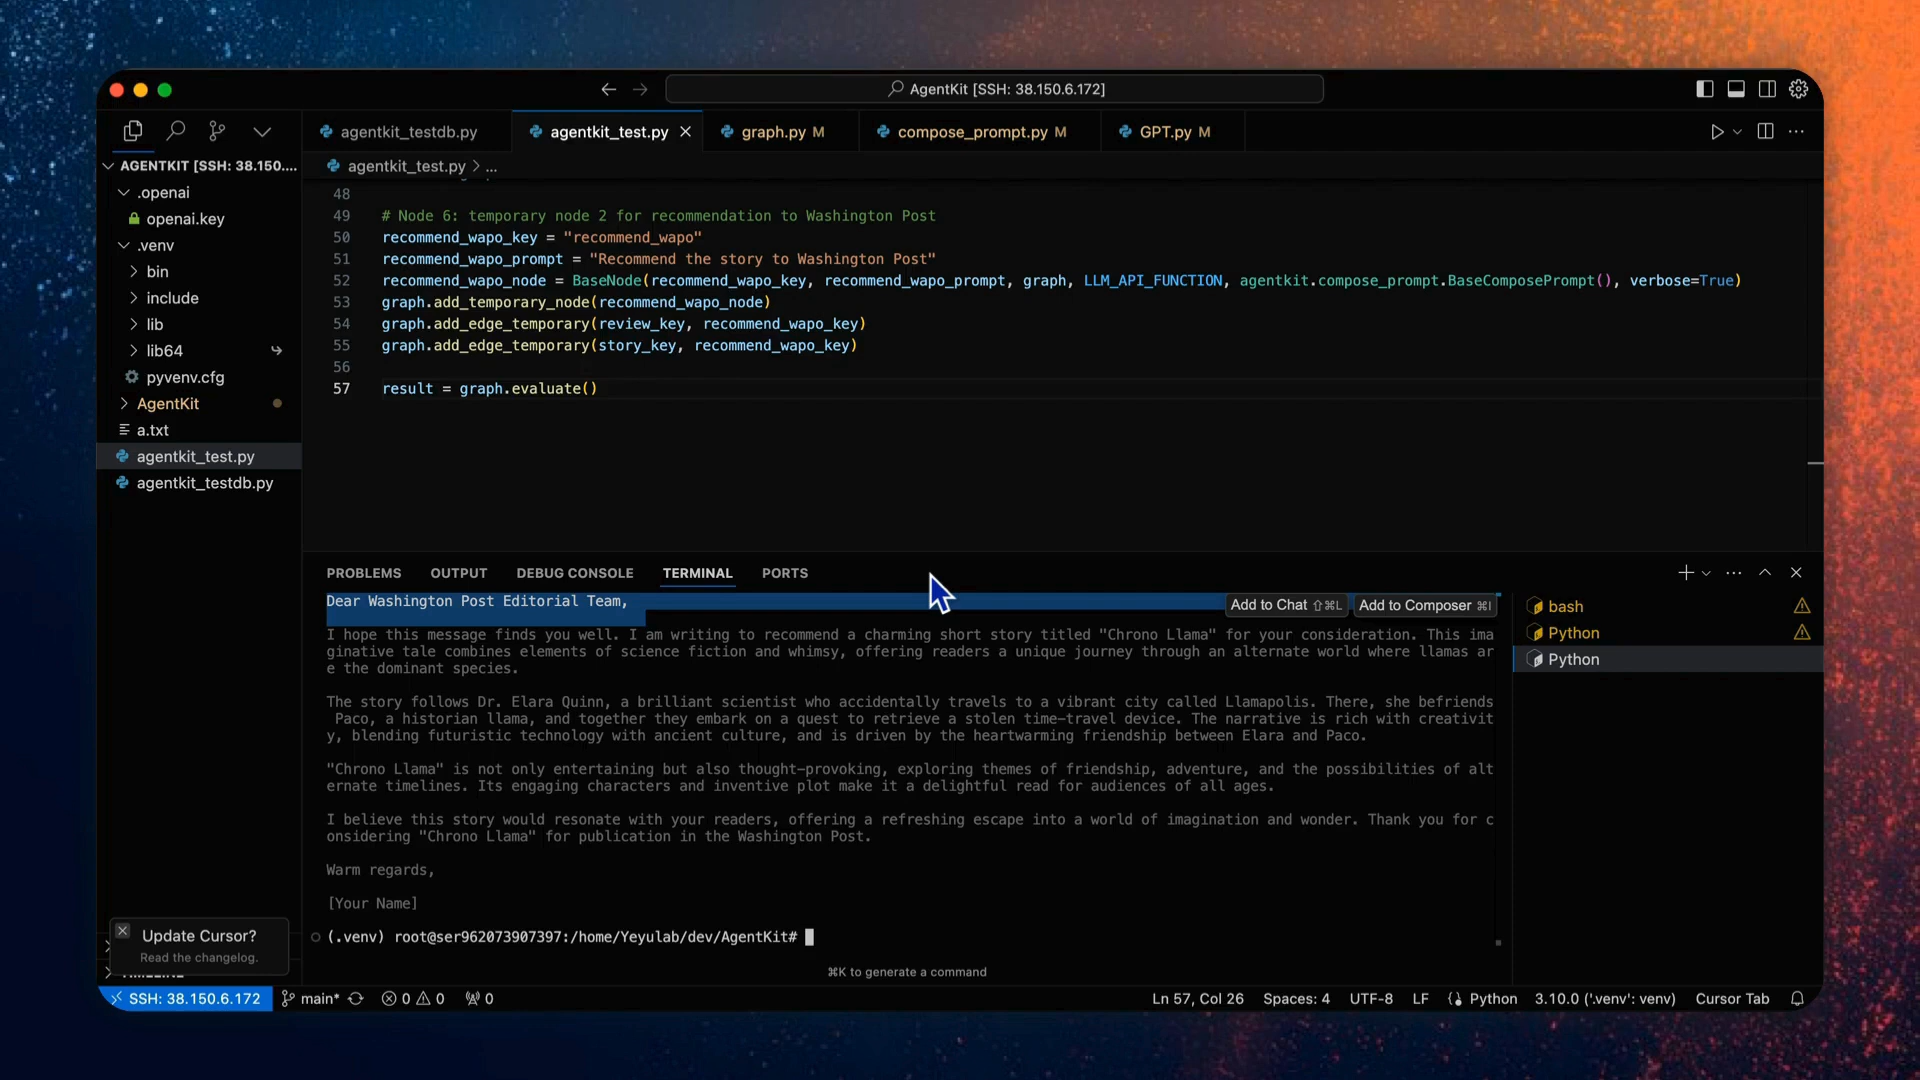 AgentKit [SSH: 38.150.6.172]
agentkit_testdb.py
agentkit_test.py
graph.py M
compose_prompt.py M
GPT.py M
AGENTKIT [SSH: 38.150....
.openai
openai.key
.venv
bin
include
lib
lib64
pyvenv.cfg
AgentKit
a.txt
agentkit_test.py
agentkit_testdb.py
agentkit_test.py > ...
48
49 # Node 6: temporary node 2 for recommendation to Washington Post
50 recommend_wapo_key = "recommend_wapo"
51 recommend_wapo_prompt = "Recommend the story to Washington Post"
52 recommend_wapo_node = BaseNode(recommend_wapo_key, recommend_wapo_prompt, graph, LLM_API_FUNCTION, agentkit.compose_prompt.BaseComposePrompt(), verbose=True)
53 graph.add_temporary_node(recommend_wapo_node)
54 graph.add_edge_temporary(review_key, recommend_wapo_key)
55 graph.add_edge_temporary(story_key, recommend_wapo_key)
56
57 result = graph.evaluate()
PROBLEMS OUTPUT DEBUG CONSOLE TERMINAL PORTS
Dear Washington Post Editorial Team,
Add to Chat ⇧⌘L
Add to Composer ⌘I
I hope this message finds you well. I am writing to recommend a charming short story titled "Chrono Llama" for your consideration. This ima
ginative tale combines elements of science fiction and whimsy, offering readers a unique journey through an alternate world where llamas ar
e the dominant species.
The story follows Dr. Elara Quinn, a brilliant scientist who accidentally travels to a vibrant city called Llamapolis. There, she befriends
Paco, a historian llama, and together they embark on a quest to retrieve a stolen time-travel device. The narrative is rich with creativit
y, blending futuristic technology with ancient culture, and is driven by the heartwarming friendship between Elara and Paco.
"Chrono Llama" is not only entertaining but also thought-provoking, exploring themes of friendship, adventure, and the possibilities of alt
ernate timelines. Its engaging characters and inventive plot make it a delightful read for audiences of all ages.
I believe this story would resonate with your readers, offering a refreshing escape into a world of imagination and wonder. Thank you for c
onsidering "Chrono Llama" for publication in the Washington Post.
Warm regards,
[Your Name]
(.venv) root@ser962073907397:/home/Yeyulab/dev/AgentKit#
⌘K to generate a command
bash
Python
Python
Update Cursor?
Read the changelog.
SSH: 38.150.6.172 main* 0 0 0
Ln 57, Col 26 Spaces: 4 UTF-8 LF Python 3.10.0 ('.venv': venv) Cursor Tab